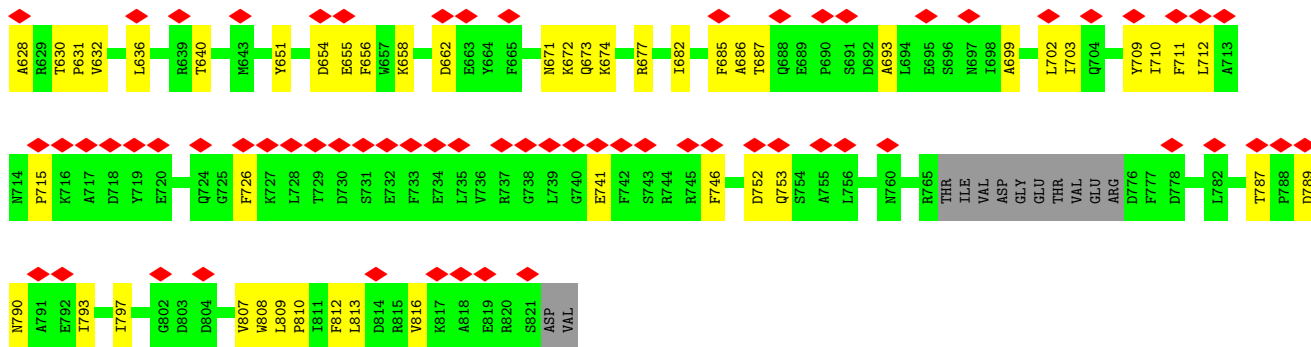 A628 R629 T630 P631 V632 L636 R639 T640 M643 Y651 D654 E655 F656 W657 K658 D662 E663 Y664 F665 N671 K672 Q673 K674 R677 I682 F685 A686 T687 Q688 E689 P690 S691 D692 A693 L694 E695 S696 N697 I698 A699 L702 I703 Q704 Y709 I710 F711 L712 A713
N714 P715 K716 A717 D718 Y719 E720 Q724 G725 F726 K727 L728 T729 D730 S731 E732 F733 E734 L735 V736 R737 G738 L739 G740 E741 F742 S743 R744 R745 F746 D752 Q753 S754 A755 L756 N760 R765 THR ILE VAL ASP GLY GLU THR VAL GLU ARG D776 F777 D778 L782 T787 P788 D789
N790 A791 E792 I793 I797 G802 D803 D804 V807 W808 L809 P810 I811 F812 L813 D814 R815 V816 K817 A818 E819 R820 S821 ASP VAL